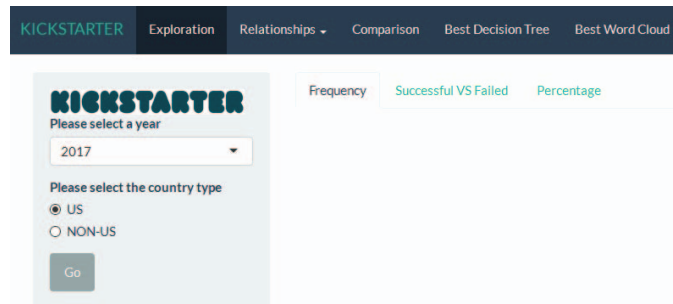 KICKSTARTER Exploration Relationships Comparison Best Decision Tree Best Word Cloud
KICKSTARTER
Please select a year
2017
Please select the country type
US
NON-US
Go
Frequency Successful VS Failed Percentage